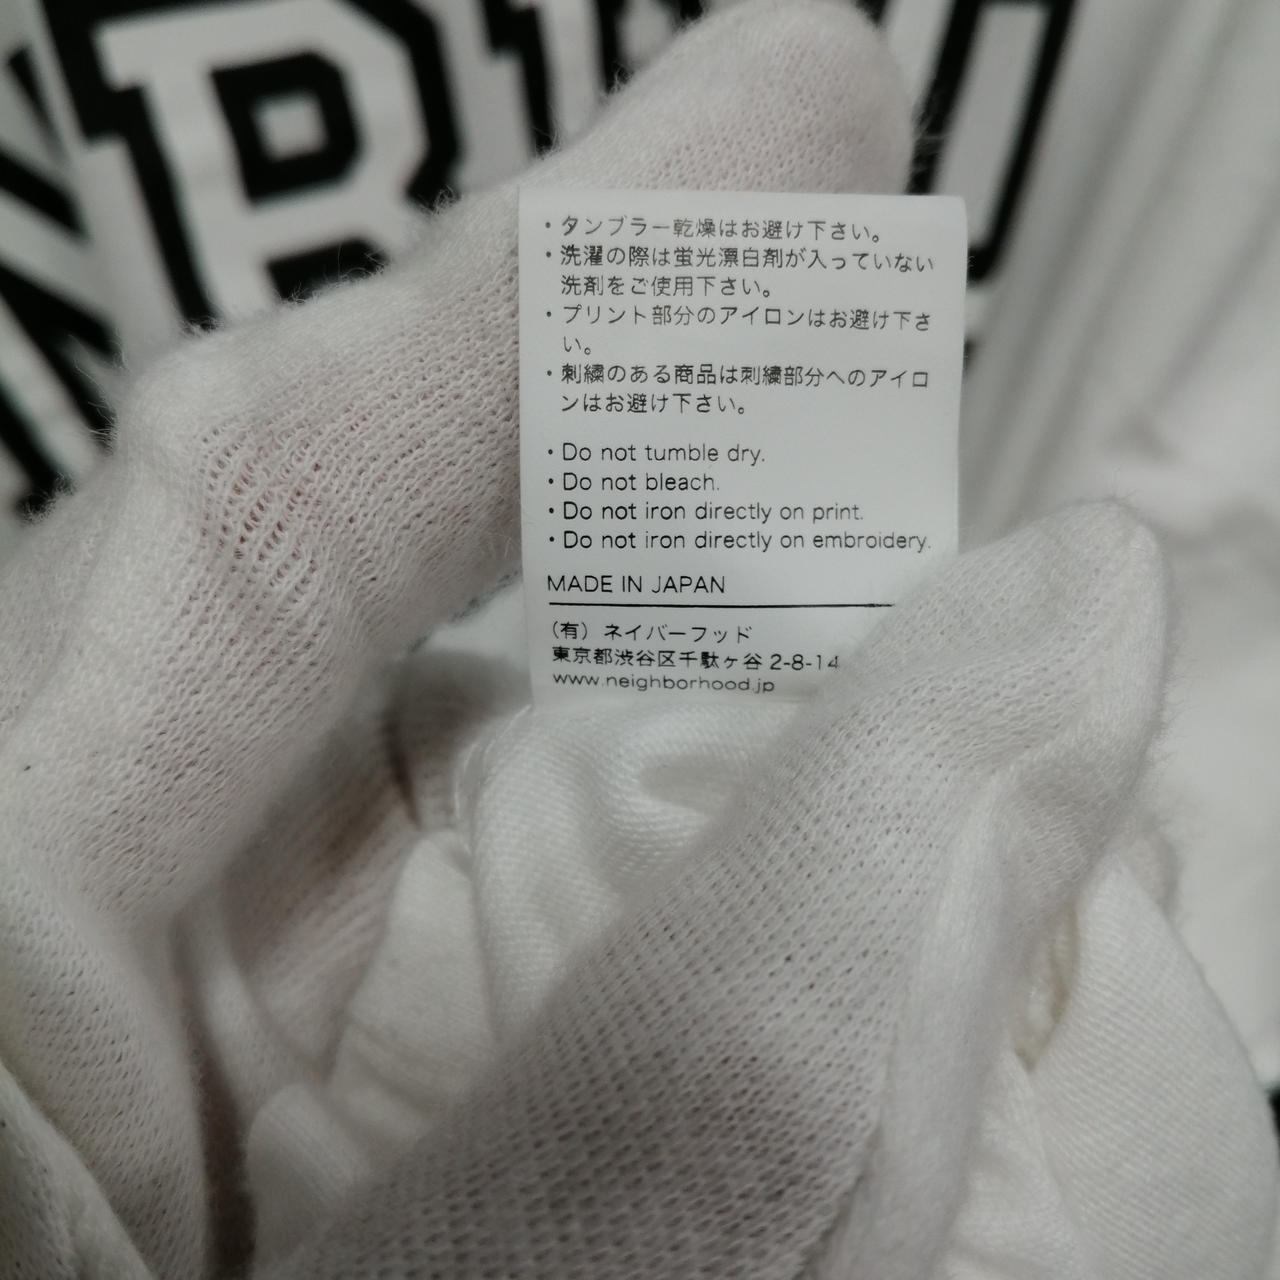 ・タンブラー乾燥はお避け下さい。
・洗濯の際は蛍光漂白剤が入っていない
洗剤をご使用下さい。
・プリント部分のアイロンはお避け下さ
い。
・刺繍のある商品は刺繍部分へのアイロ
ンはお避け下さい。
・Do not tumble dry.
・Do not bleach.
・Do not iron directly on print.
・Do not iron directly on embroidery.
MADE IN JAPAN
(有) ネイバーフッド
東京都渋谷区千駄ヶ谷 2-8-14
www.neighborhood.jp